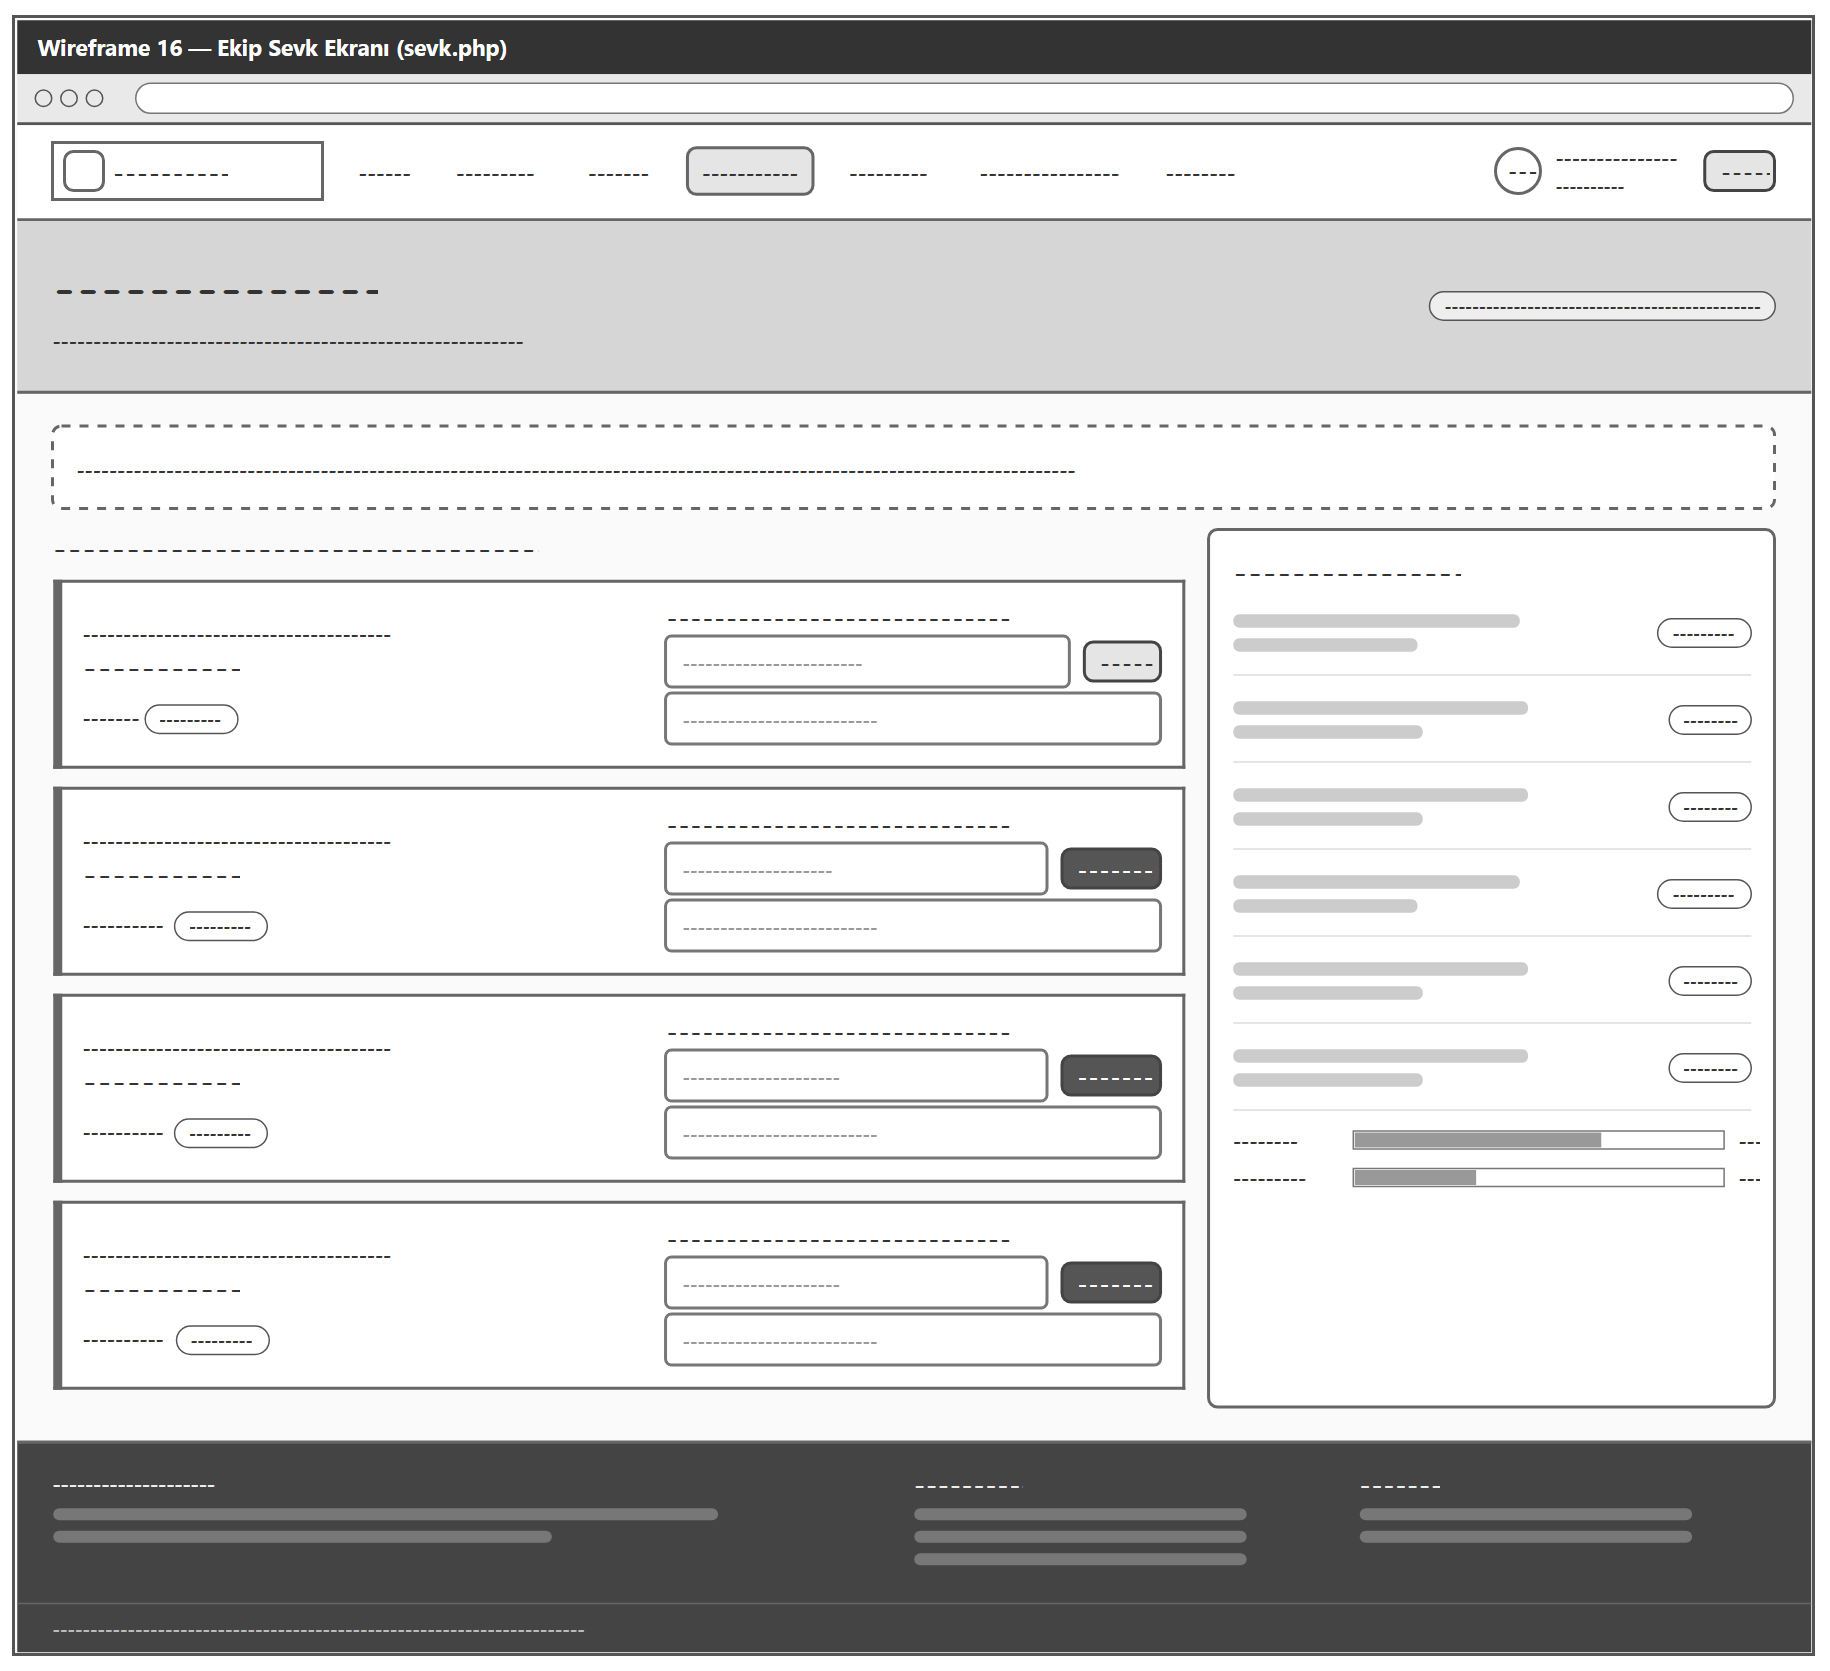 Wireframe 16 — Ekip Sevk Ekranı (sevk.php)